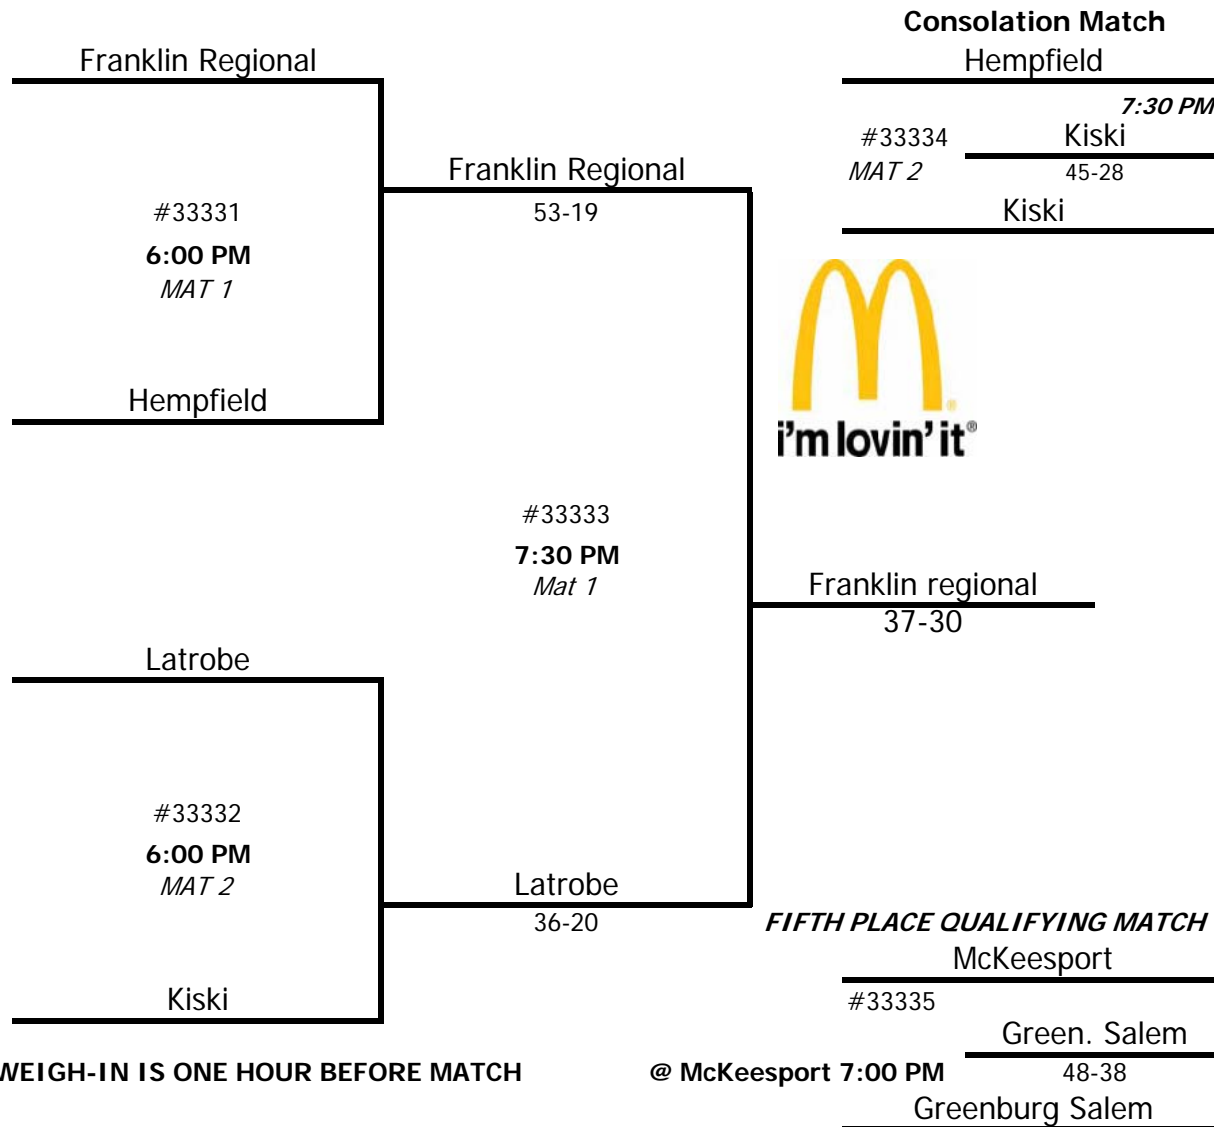 Consolation Match
Franklin Regional
Hempfield
7:30 PM
#33334
Kiski
MAT 2
45-28
Kiski
Franklin Regional
53-19
#33331
6:00 PM
MAT 1
Hempfield
i'm lovin' it®
#33333
7:30 PM
Mat 1
Franklin regional
37-30
Latrobe
#33332
6:00 PM
MAT 2
Latrobe
36-20
Kiski
FIFTH PLACE QUALIFYING MATCH
McKeesport
#33335
Green. Salem
WEIGH-IN IS ONE HOUR BEFORE MATCH
@ McKeesport 7:00 PM
48-38
Greenburg Salem